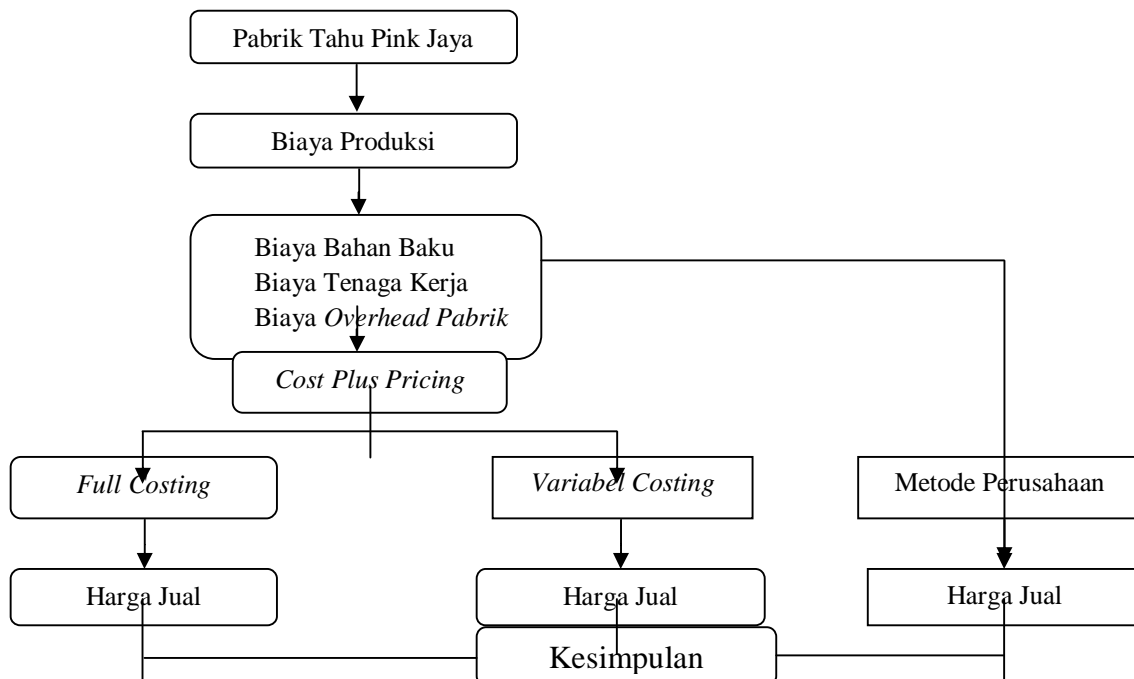 Pabrik Tahu Pink Jaya
Biaya Produksi
Biaya Bahan Baku
Biaya Tenaga Kerja
Biaya Overhead Pabrik
Cost Plus Pricing
Full Costing
Variabel Costing
Metode Perusahaan
Harga Jual
Harga Jual
Harga Jual
Kesimpulan